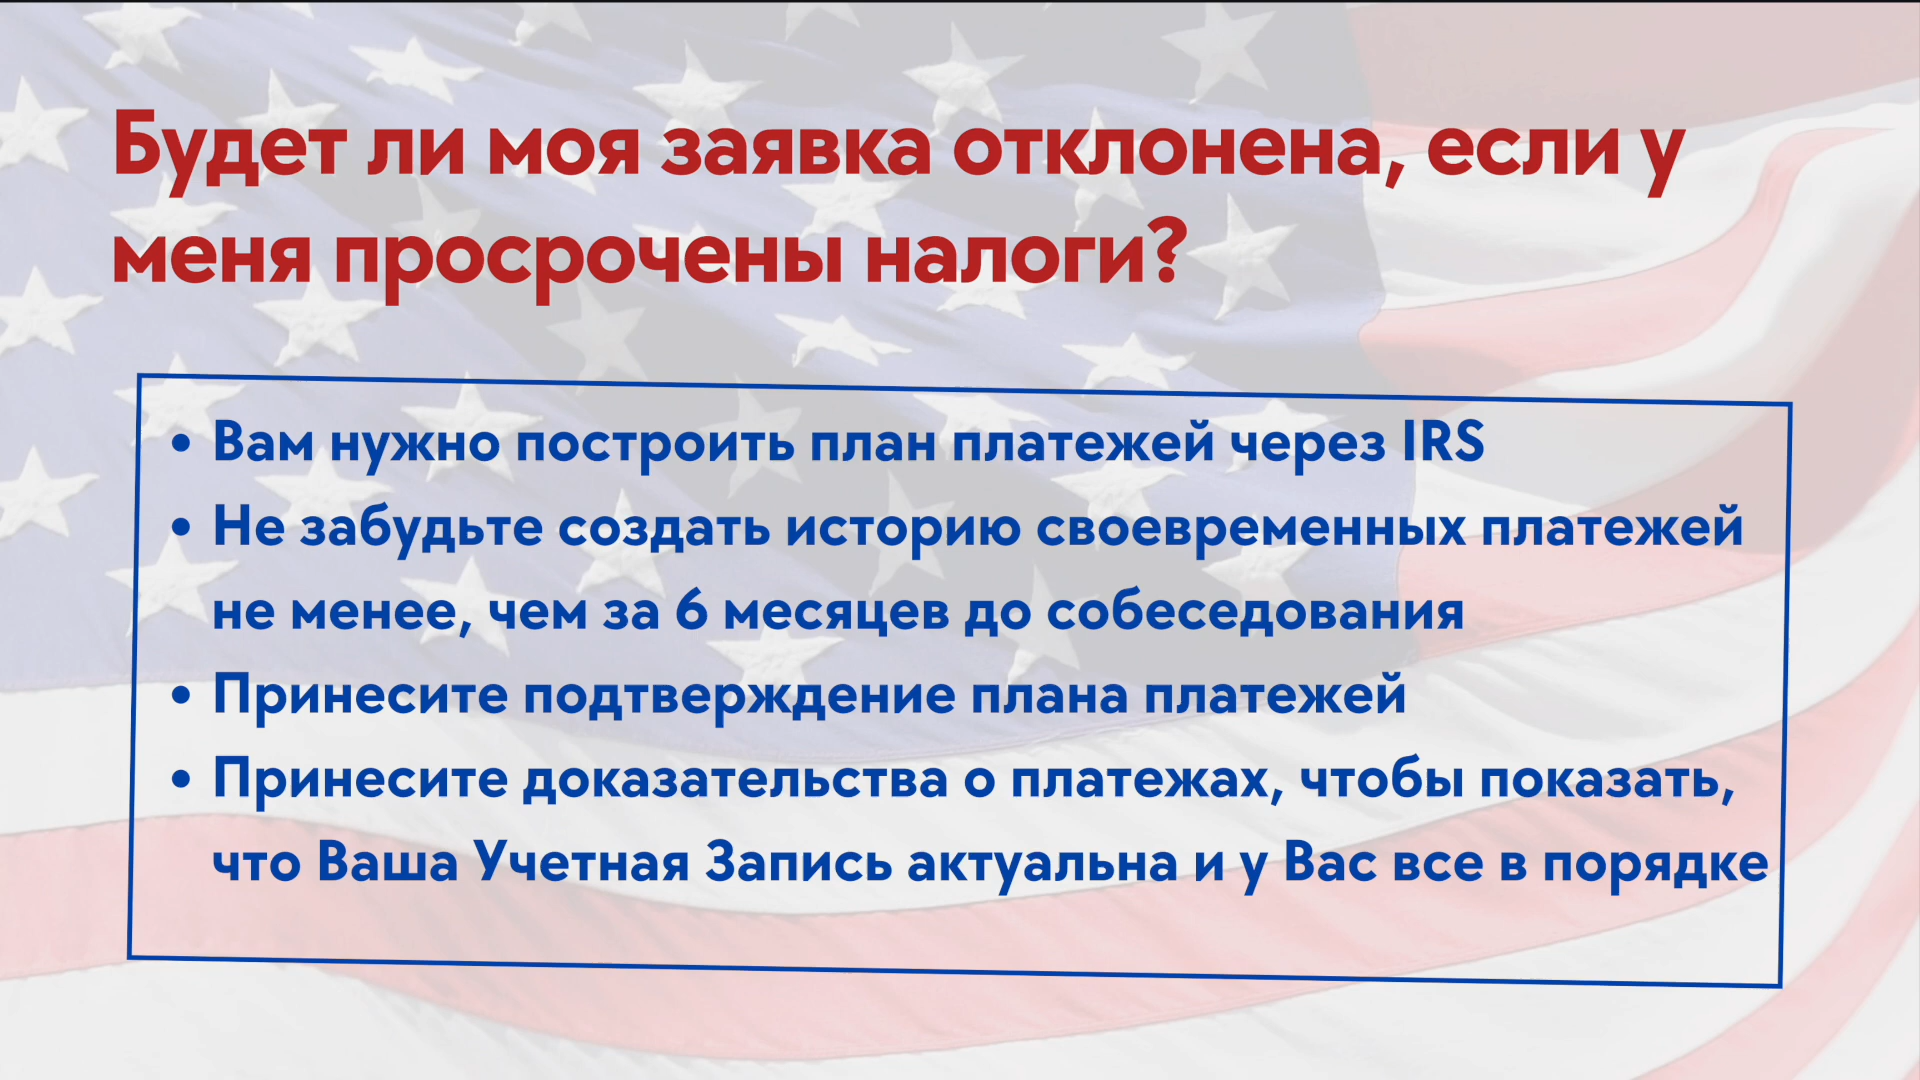 Будет ли моя заявка отклонена, если у
меня просрочены налоги?
• Вам нужно построить план платежей через IRS
• Не забудьте создать историю своевременных платежей
не менее, чем за 6 месяцев до собеседования
• Принесите подтверждение плана платежей
• Принесите доказательства о платежах, чтобы показать,
что Ваша Учетная Запись актуальна и у Вас все в порядке